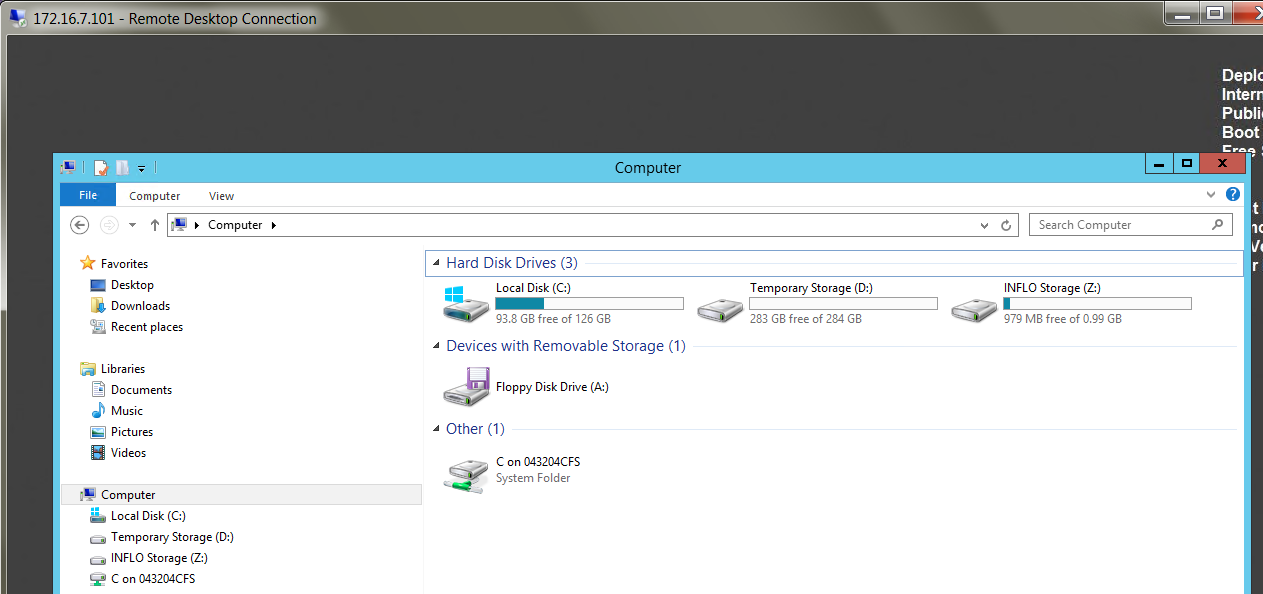 172.16.7.101 - Remote Desktop Connection
Boot
Computer
File
Computer
View
Computer
Search Computer
Favorites
Desktop
Downloads
Recent places
Libraries
Documents
Music
Pictures
Videos
Computer
Local Disk (C:)
Temporary Storage (D:)
INFLO Storage (Z:)
C on 043204CFS
Hard Disk Drives (3)
Local Disk (C:)
93.8 GB free of 126 GB
Temporary Storage (D:)
283 GB free of 284 GB
INFLO Storage (Z:)
979 MB free of 0.99 GB
Devices with Removable Storage (1)
Floppy Disk Drive (A:)
Other (1)
C on 043204CFS
System Folder